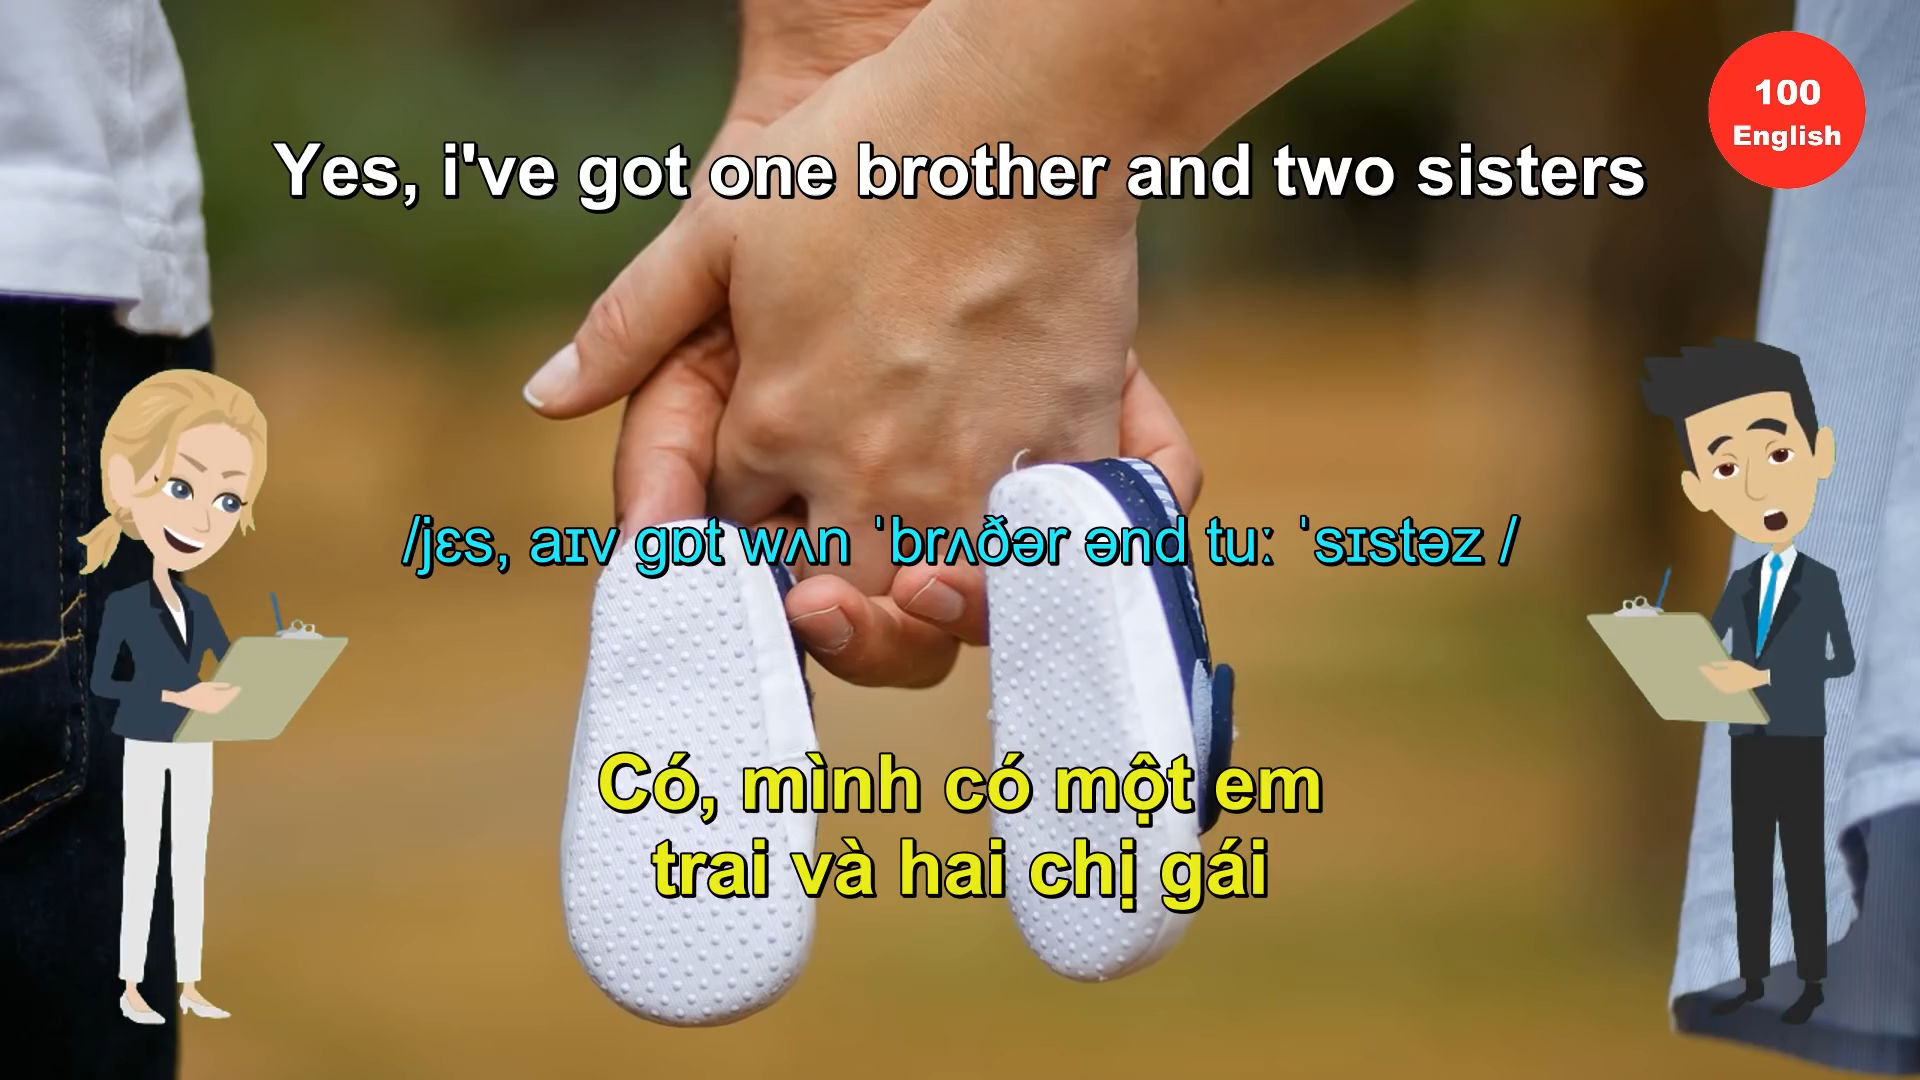 100
English
Yes, i've got one brother and two sisters
/jɛs, aɪv gɒt wʌn ˈbrʌðər ənd tuː ˈsɪstəz /
Có, mình có một em
trai và hai chị gái